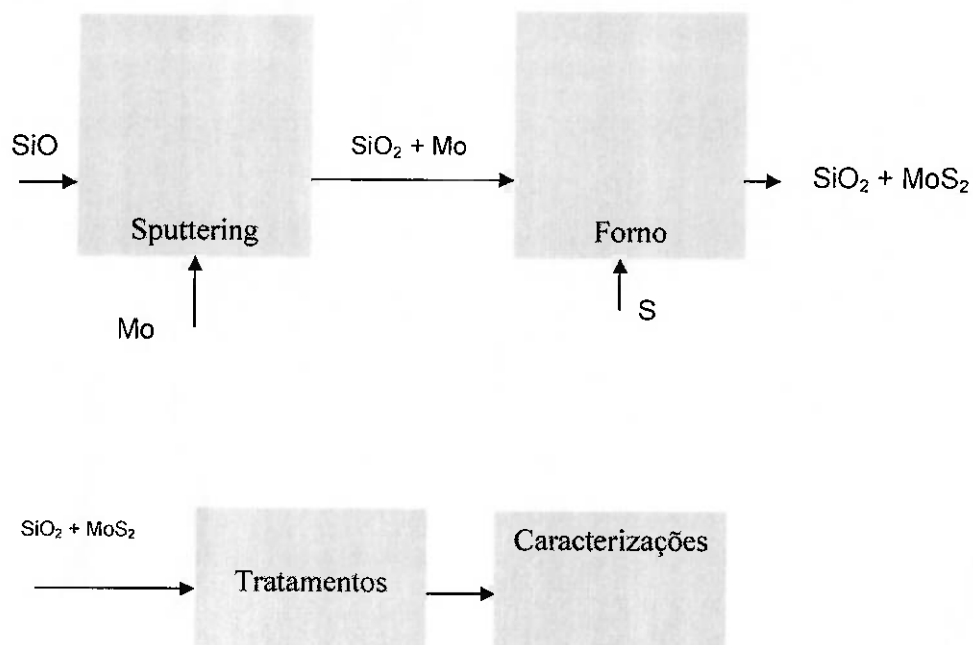 SiO
SiO₂ + Mo
SiO₂ + MoS₂
Sputtering
Forno
Mo
S
SiO₂ + MoS₂
Tratamentos
Caracterizações